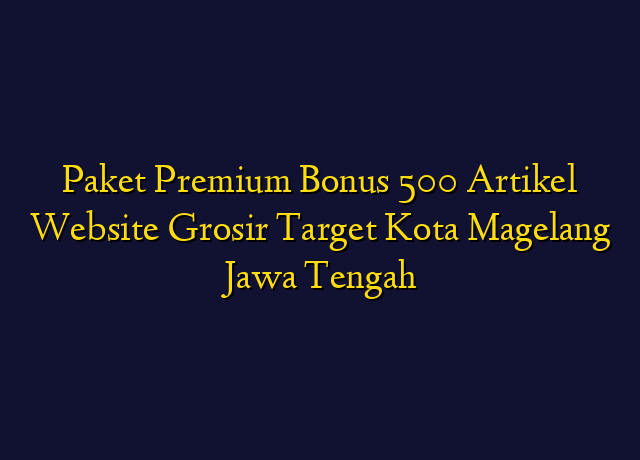 Paket Premium Bonus 500 Artikel
Website Grosir Target Kota Magelang
Jawa Tengah